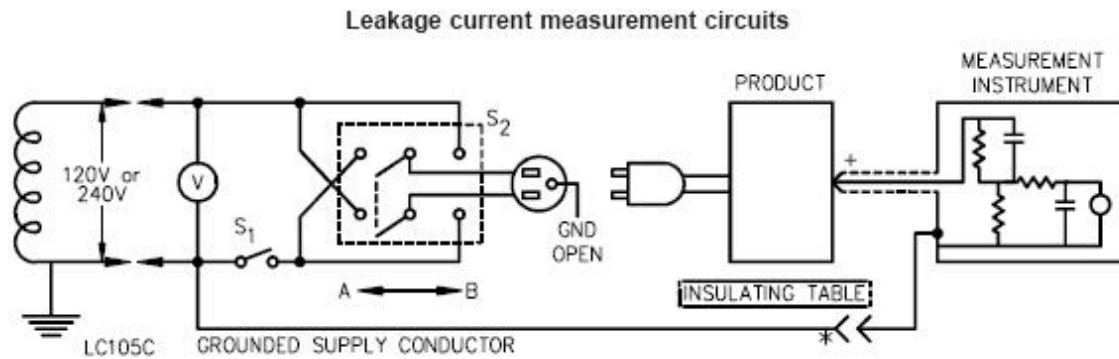 Leakage current measurement circuits
PRODUCT
MEASUREMENT
INSTRUMENT
S2
120V or
240V
V
+
S1
GND
OPEN
A
B
INSULATING TABLE
*
LC105C
GROUNDED SUPPLY CONDUCTOR